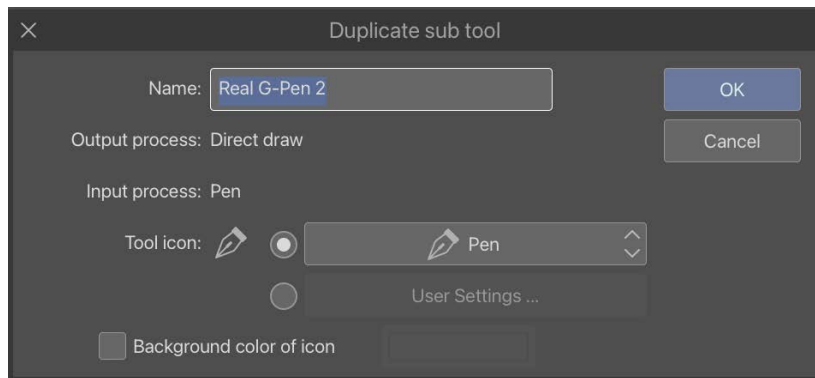 Duplicate sub tool
Name: Real G-Pen 2
OK
Output process: Direct draw
Cancel
Input process: Pen
Tool icon: Pen
User Settings ...
Background color of icon